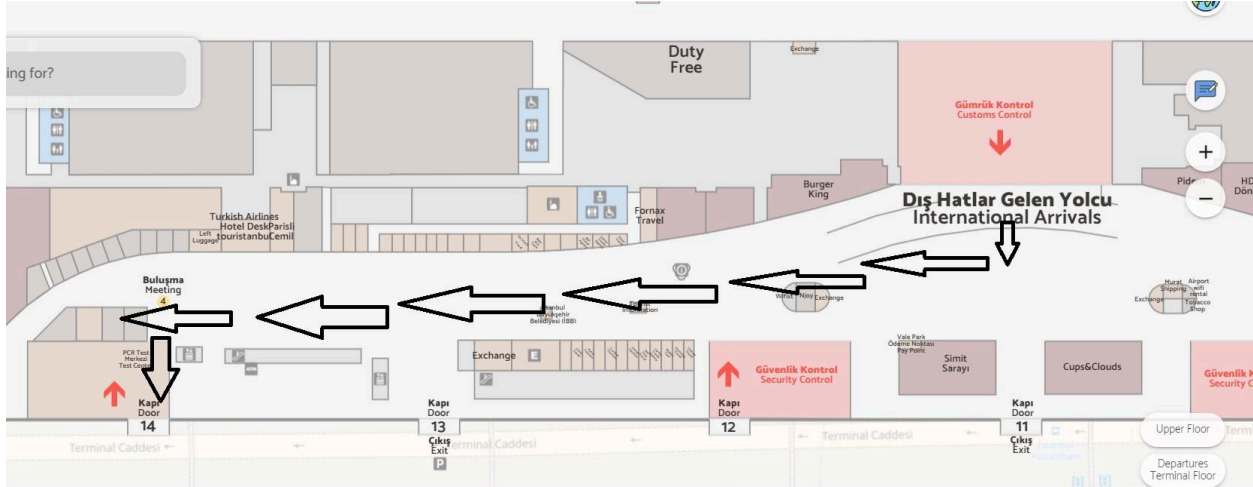 ing for?
Duty
Free
Exchange
Gümrük Kontrol
Customs Control
Burger
King
Dış Hatlar Gelen Yolcu
International Arrivals
Pide
HD
Dön
Turkish Airlines
Hotel Desk
Parisli
touristanbul
Cemil
Left
Luggage
Fornax
Travel
Buluşma
Meeting
4
Exchange
Murat
Shipping
Airport
wifi
rental
Tobacco
Shop
Exchange
İstanbul
Büyükşehir
Belediyesi (İBB)
PCR Test
Merkezi
Test Center
Exchange
E
Güvenlik Kontrol
Security Control
Vale Park
Ödeme Noktası
Pay Point
Simit
Sarayı
Cups&Clouds
Güvenlik K
Security C
Kapı
Door
14
Kapı
Door
13
Çıkış
Exit
P
Kapı
Door
12
Kapı
Door
11
Çıkış
Exit
Terminal Caddesi
Terminal Caddesi
Terminal Caddesi
Term
Upper Floor
Departures
Terminal Floor
+
−